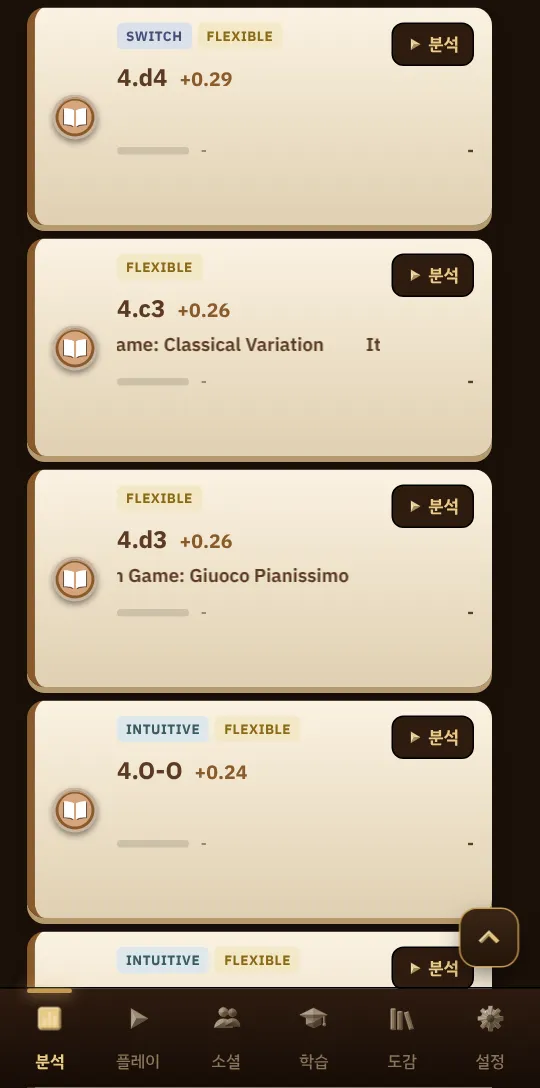 SWITCH FLEXIBLE
▶ 분석
4.d4 +0.29
- -
FLEXIBLE
▶ 분석
4.c3 +0.26
ame: Classical Variation It
- -
FLEXIBLE
▶ 분석
4.d3 +0.26
Game: Giuoco Pianissimo
- -
INTUITIVE FLEXIBLE
▶ 분석
4.O-O +0.24
- -
INTUITIVE FLEXIBLE
▶ 분석
분석 플레이 소셜 학습 도감 설정